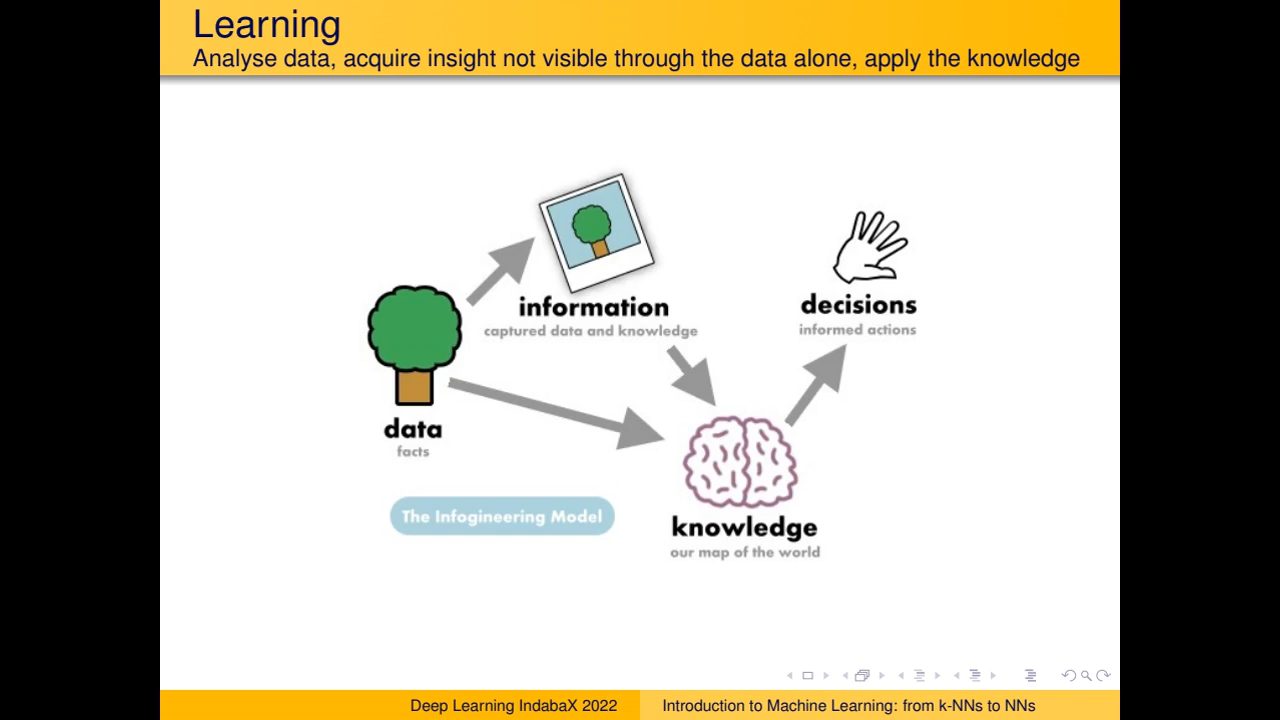 Learning
Analyse data, acquire insight not visible through the data alone, apply the knowledge
information
captured data and knowledge
decisions
informed actions
data
facts
The Infogineering Model
knowledge
our map of the world
Deep Learning IndabaX 2022
Introduction to Machine Learning: from k-NNs to NNs